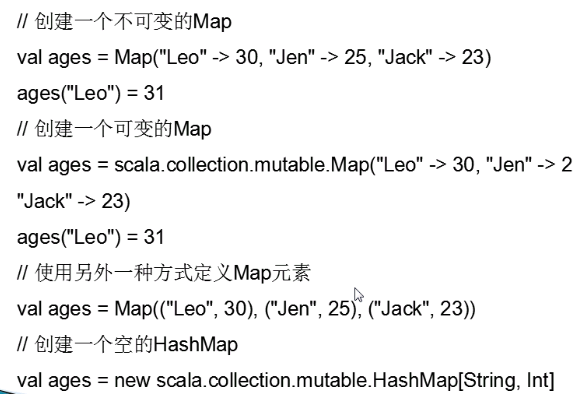 // 创建一个不可变的Map
val ages = Map("Leo" -> 30, "Jen" -> 25, "Jack" -> 23)
ages("Leo") = 31
// 创建一个可变的Map
val ages = scala.collection.mutable.Map("Leo" -> 30, "Jen" -> 2
"Jack" -> 23)
ages("Leo") = 31
// 使用另外一种方式定义Map元素
val ages = Map(("Leo", 30), ("Jen", 25), ("Jack", 23))
// 创建一个空的HashMap
val ages = new scala.collection.mutable.HashMap[String, Int]